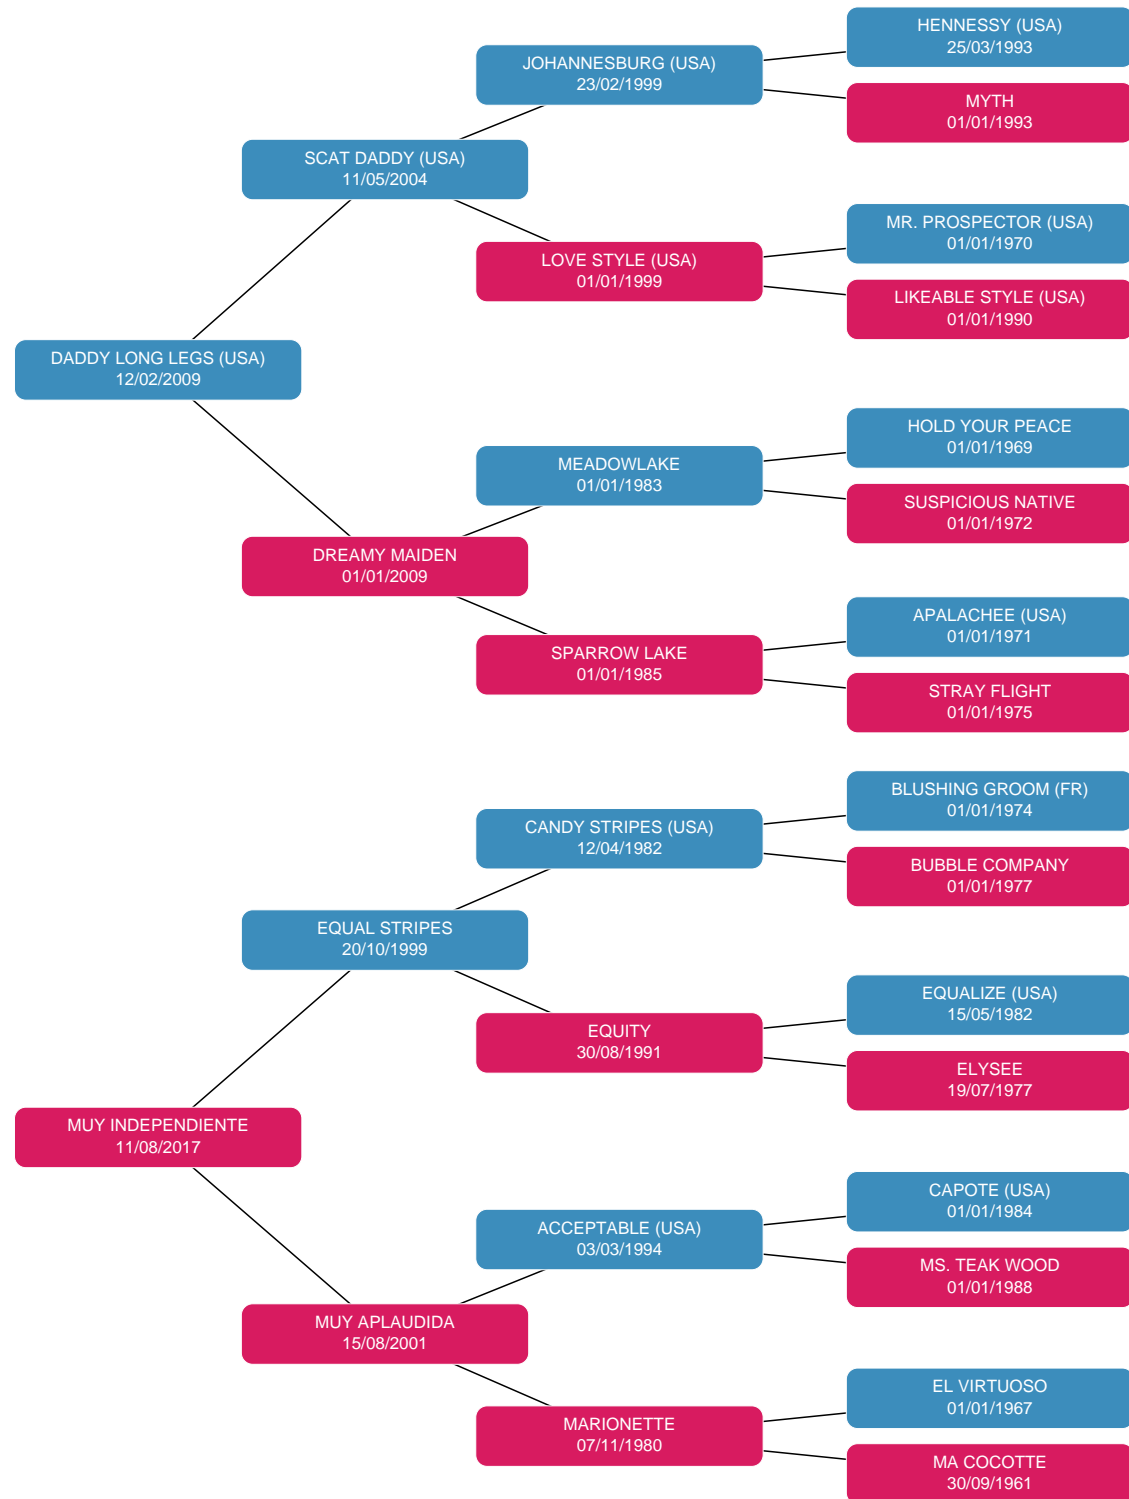 HENNESSY (USA)
25/03/1993
JOHANNESBURG (USA)
23/02/1999
MYTH
01/01/1993
SCAT DADDY (USA)
11/05/2004
MR. PROSPECTOR (USA)
01/01/1970
LOVE STYLE (USA)
01/01/1999
LIKEABLE STYLE (USA)
01/01/1990
DADDY LONG LEGS (USA)
12/02/2009
HOLD YOUR PEACE
01/01/1969
MEADOWLAKE
01/01/1983
SUSPICIOUS NATIVE
01/01/1972
DREAMY MAIDEN
01/01/2009
APALACHEE (USA)
01/01/1971
SPARROW LAKE
01/01/1985
STRAY FLIGHT
01/01/1975
BLUSHING GROOM (FR)
01/01/1974
CANDY STRIPES (USA)
12/04/1982
BUBBLE COMPANY
01/01/1977
EQUAL STRIPES
20/10/1999
EQUALIZE (USA)
15/05/1982
EQUITY
30/08/1991
ELYSEE
19/07/1977
MUY INDEPENDIENTE
11/08/2017
CAPOTE (USA)
01/01/1984
ACCEPTABLE (USA)
03/03/1994
MS. TEAK WOOD
01/01/1988
MUY APLAUDIDA
15/08/2001
EL VIRTUOSO
01/01/1967
MARIONETTE
07/11/1980
MA COCOTTE
30/09/1961